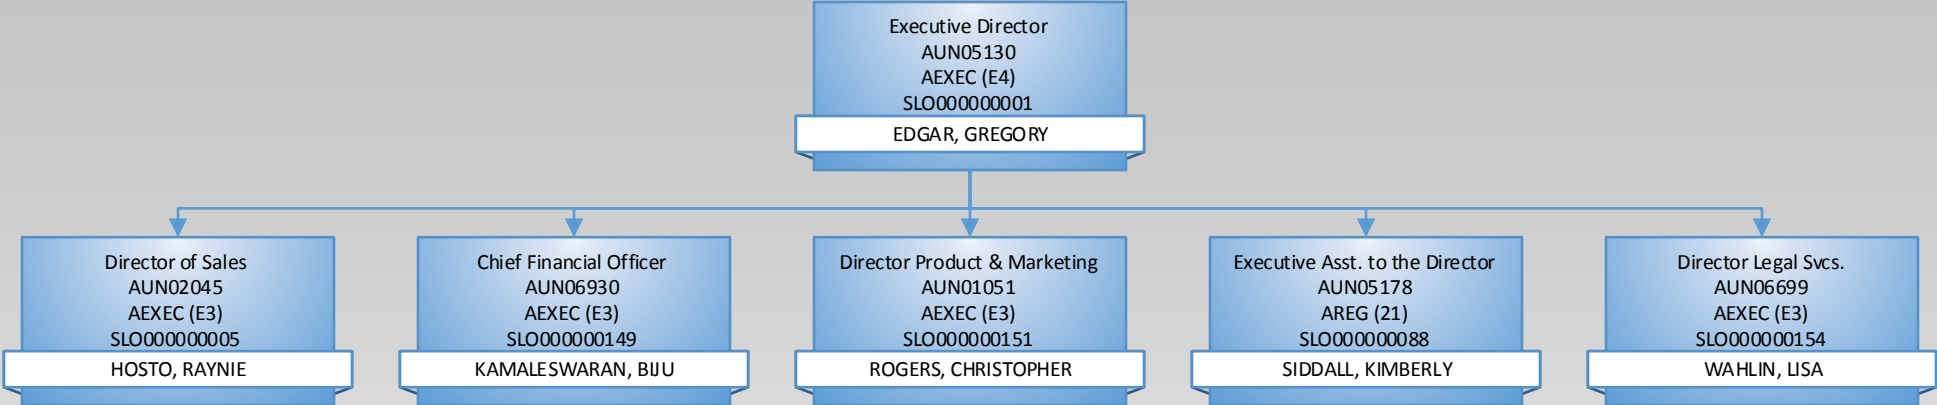 Executive Director
AUN05130
AEXEC (E4)
SLO000000001
EDGAR, GREGORY
Director of Sales
AUN02045
AEXEC (E3)
SLO000000005
HOSTO, RAYNIE
Chief Financial Officer
AUN06930
AEXEC (E3)
SLO000000149
KAMALESWARAN, BIJU
Director Product & Marketing
AUN01051
AEXEC (E3)
SLO000000151
ROGERS, CHRISTOPHER
Executive Asst. to the Director
AUN05178
AREG (21)
SLO000000088
SIDDALL, KIMBERLY
Director Legal Svcs.
AUN06699
AEXEC (E3)
SLO000000154
WAHLIN, LISA